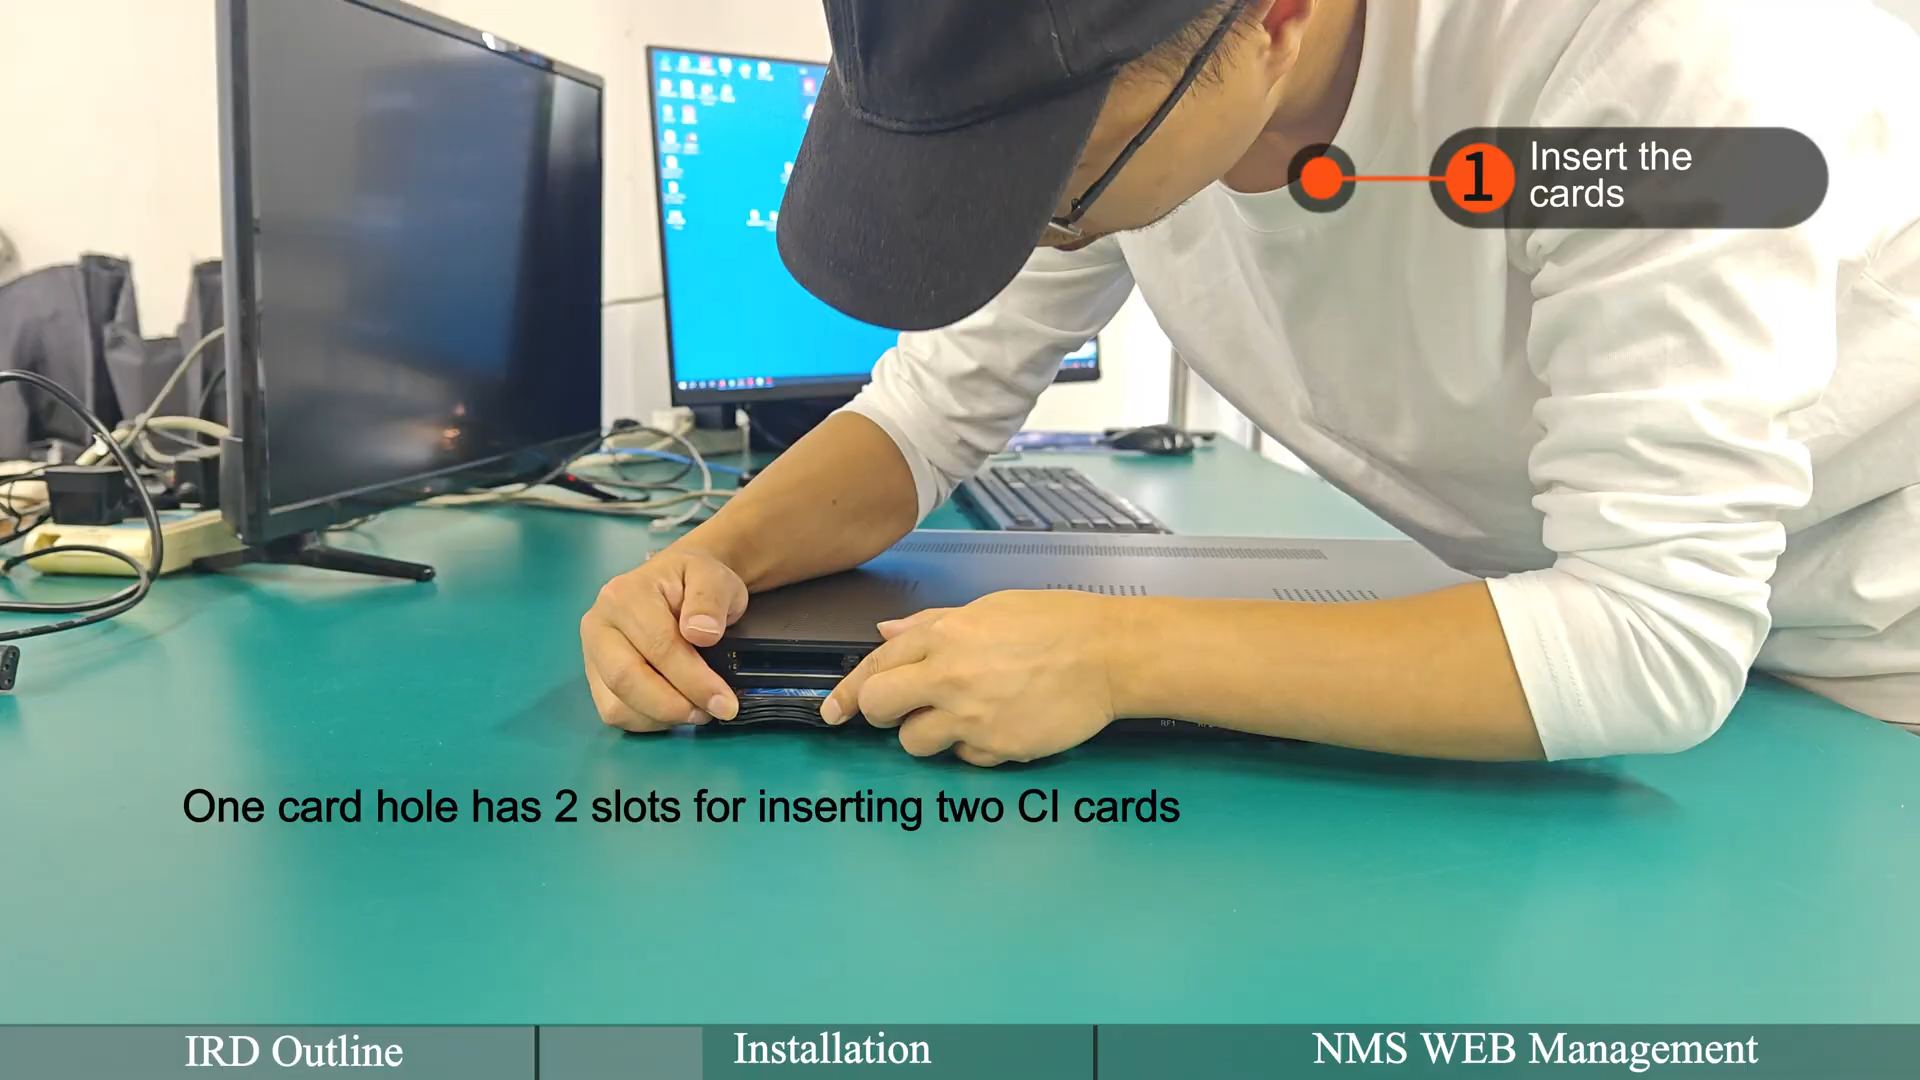 1
Insert the
cards
RF1
One card hole has 2 slots for inserting two CI cards
IRD Outline
Installation
NMS WEB Management